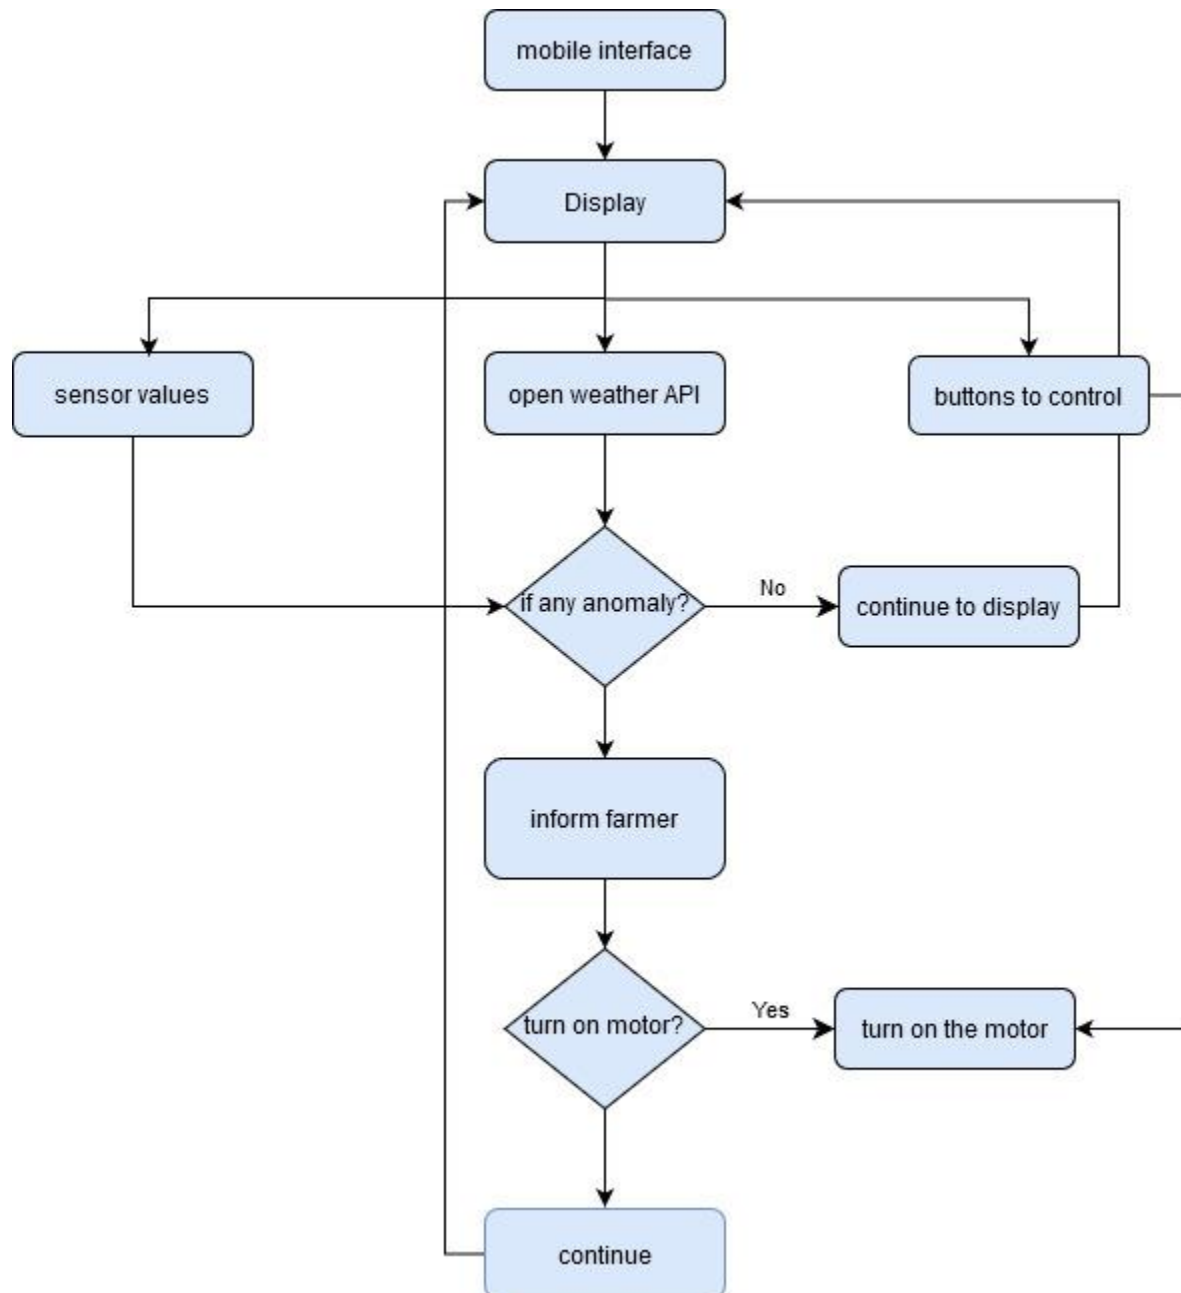 mobile interface
Display
sensor values
open weather API
buttons to control
if any anomaly?
No
continue to display
inform farmer
turn on motor?
Yes
turn on the motor
continue